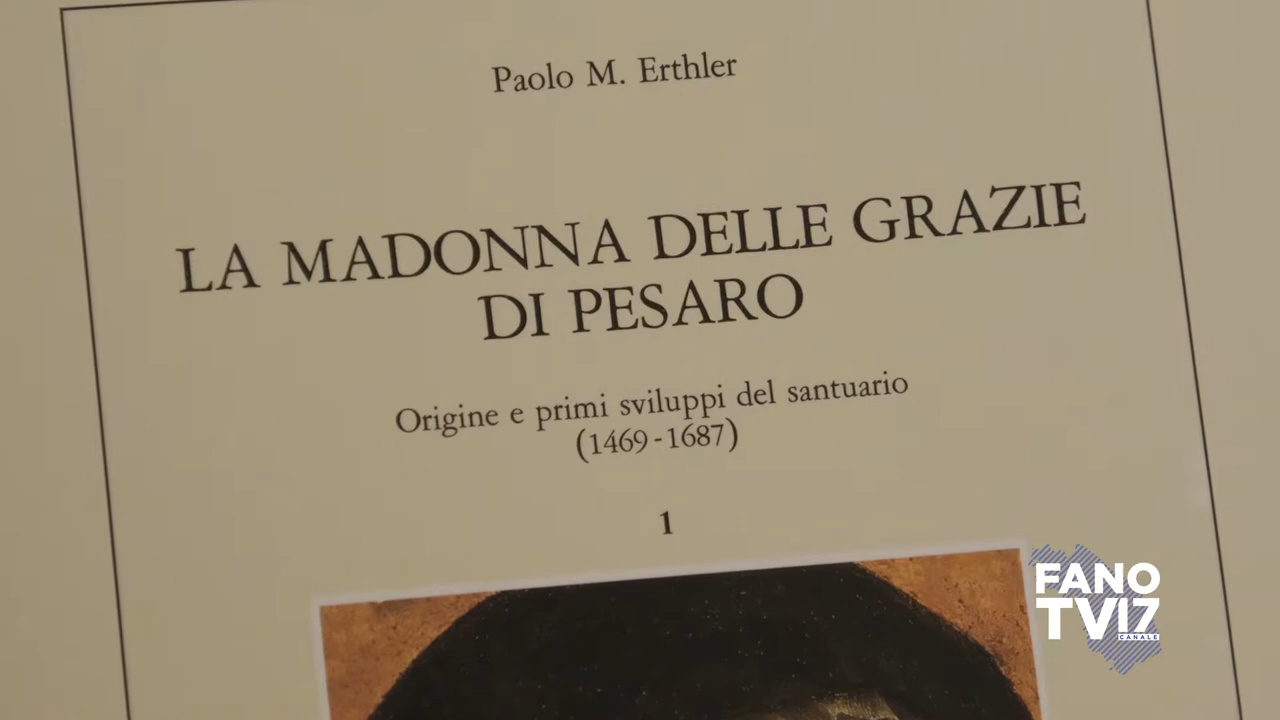 Paolo M. Erthler
LA MADONNA DELLE GRAZIE
DI PESARO
Origine e primi sviluppi del santuario
(1469-1687)
1
FANO
TV17
CANALE